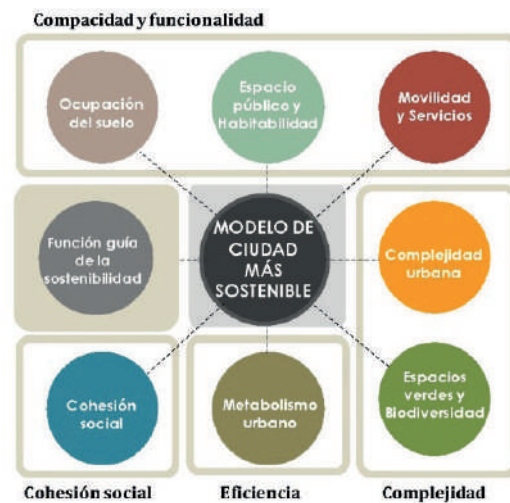 Compacidad y funcionalidad
Ocupación
del suelo
Espacio
público y
Habitabilidad
Movilidad
y Servicios
Función guía
de la
sostenibilidad
MODELO DE
CIUDAD
MÁS
SOSTENIBLE
Complejidad
urbana
Cohesión
social
Metabolismo
urbano
Espacios
verdes y
Biodiversidad
Cohesión social
Eficiencia
Complejidad